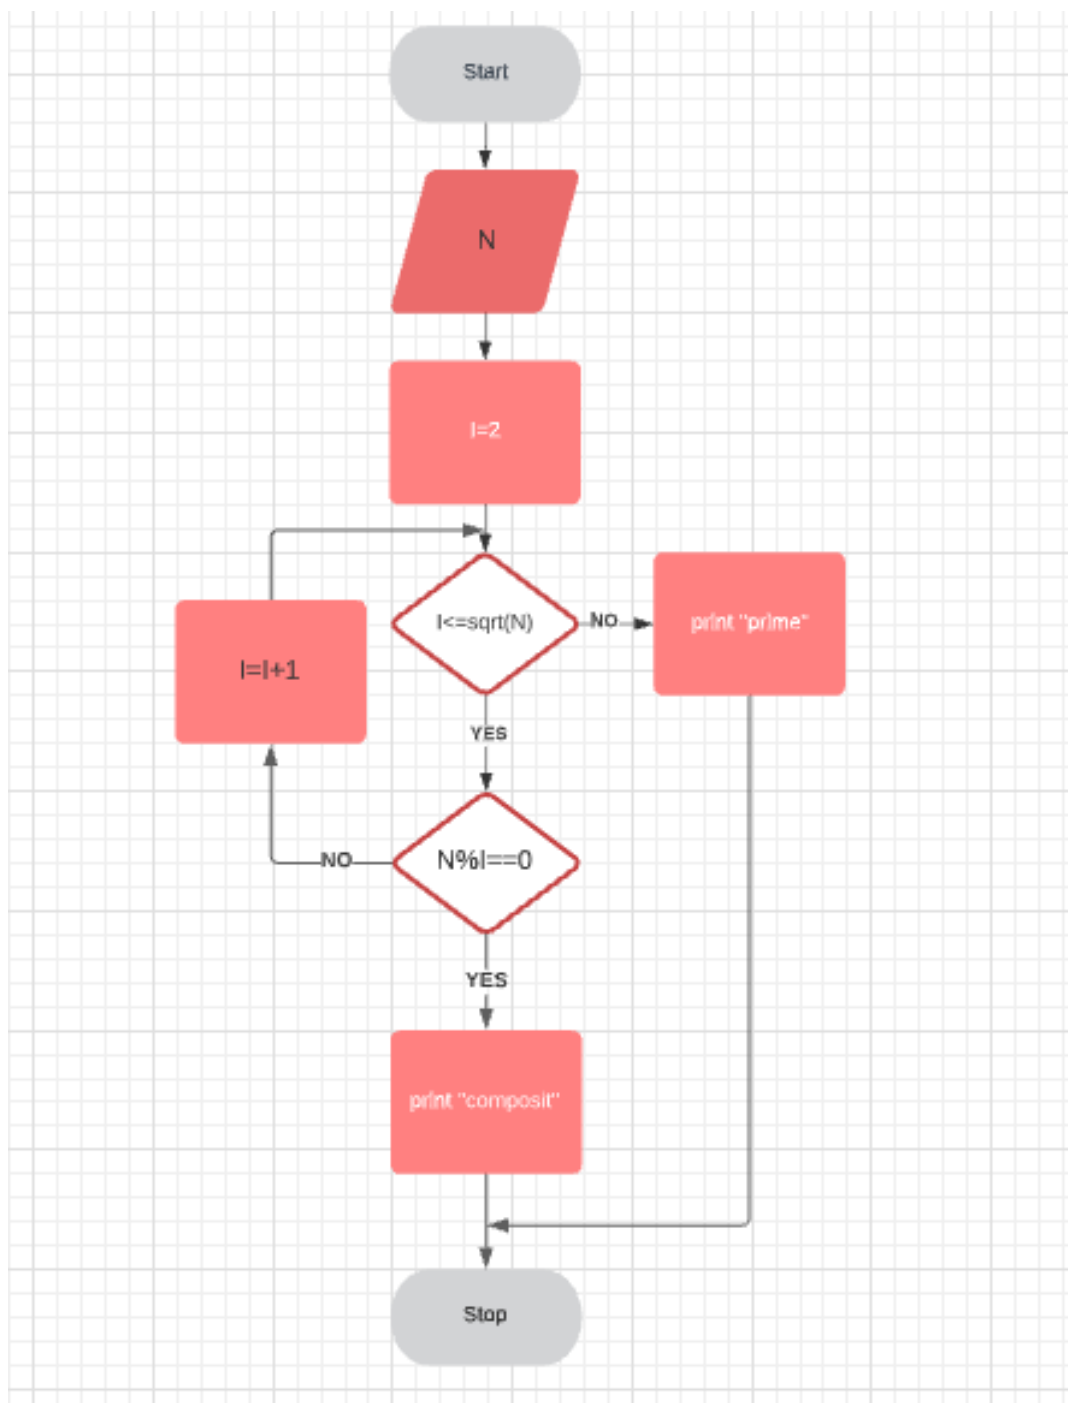 Start
N
I=2
I<=sqrt(N)
NO
print "prime"
I=I+1
YES
N%I==0
NO
YES
print "composit"
Stop